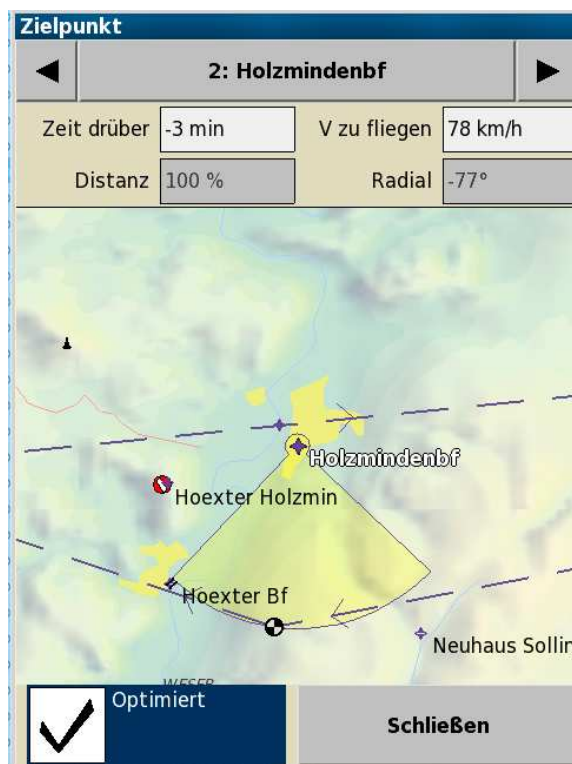 Zielpunkt
2: Holzmindenbf
Zeit drüber -3 min V zu fliegen 78 km/h
Distanz 100 % Radial -77°
Holzmindenbf
Hoexter Holzmin
Hoexter Bf
Neuhaus Sollin
WESER
Optimiert
Schließen